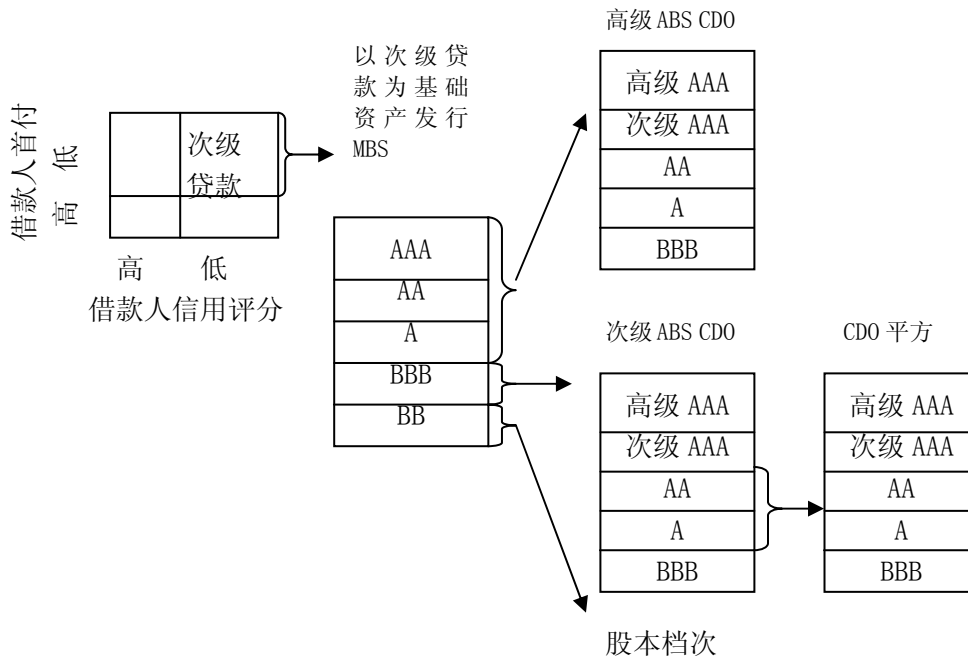 借款人首付
高 低
次级
贷款
高 低
借款人信用评分
以次级贷
款为基础
资产发行
MBS
AAA
AA
A
BBB
BB
高级 ABS CDO
高级 AAA
次级 AAA
AA
A
BBB
次级 ABS CDO
高级 AAA
次级 AAA
AA
A
BBB
股本档次
CDO 平方
高级 AAA
次级 AAA
AA
A
BBB